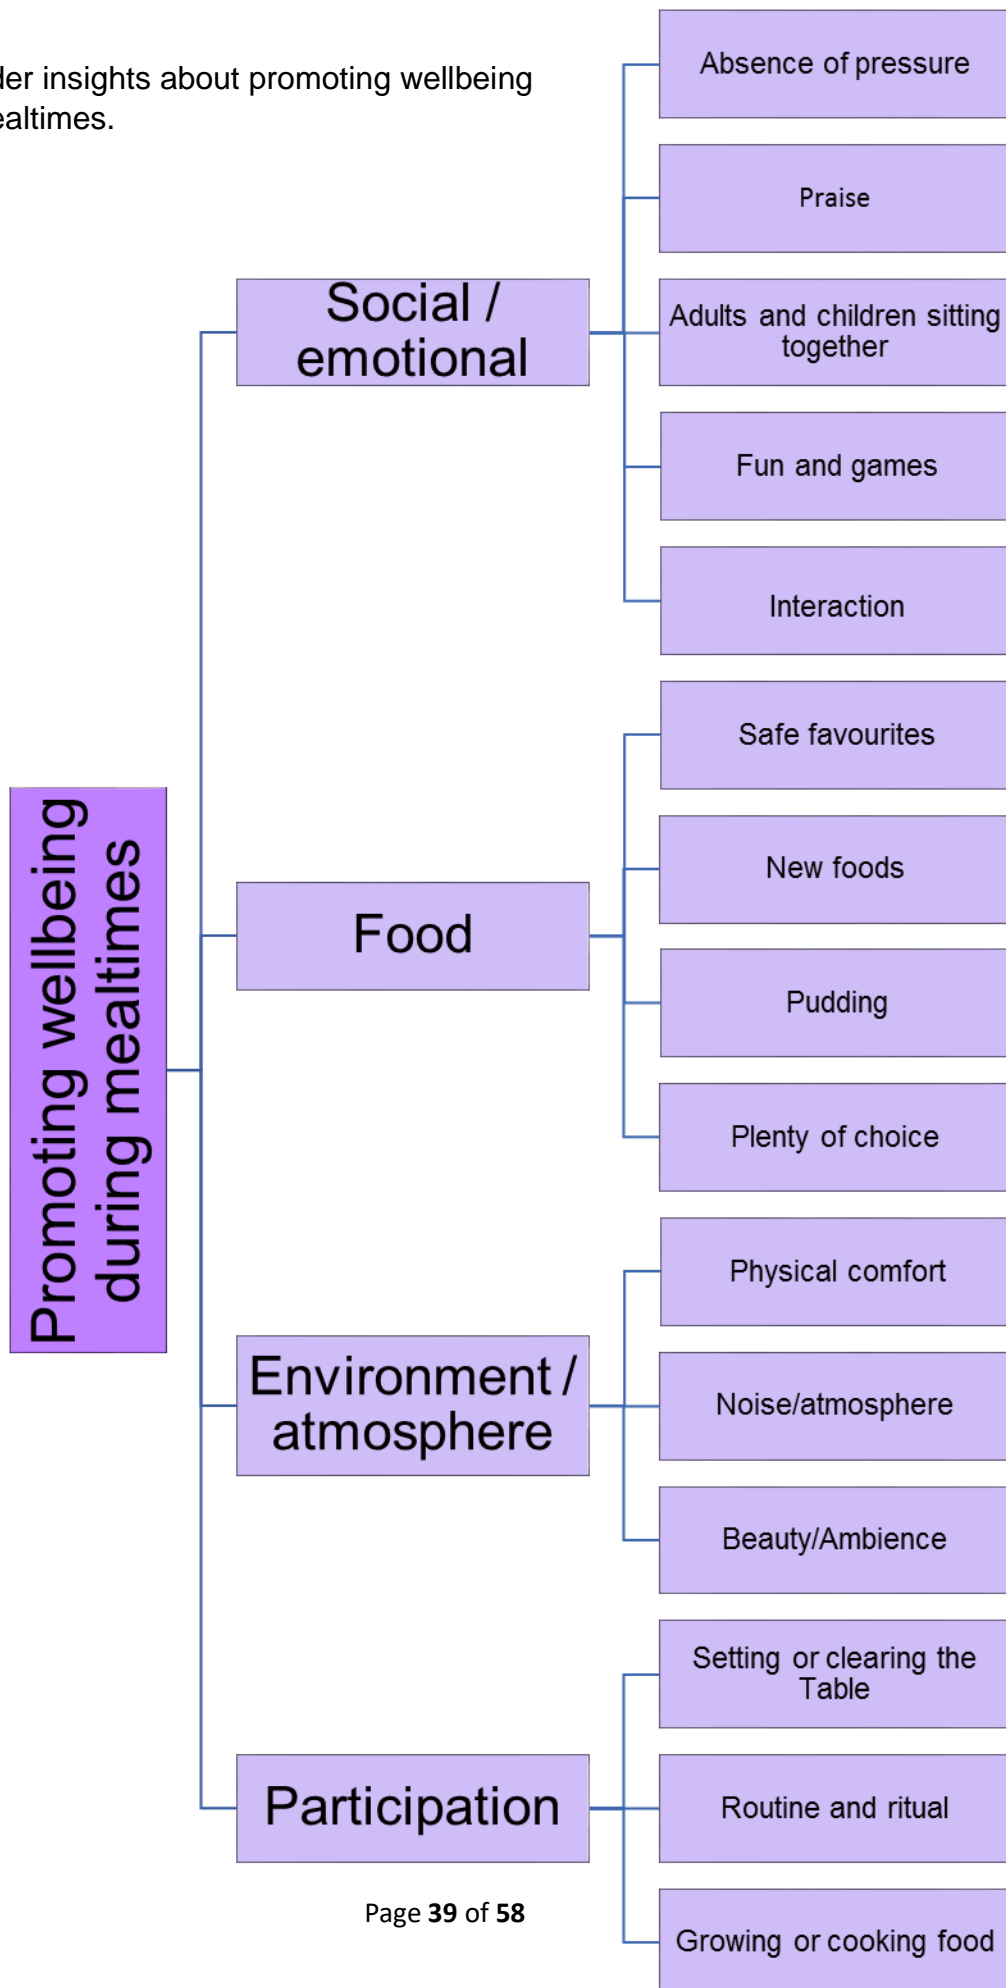 der insights about promoting wellbeing
ealtimes.
Promoting wellbeing
during mealtimes
Social /
emotional
Absence of pressure
Praise
Adults and children sitting
together
Fun and games
Interaction
Food
Safe favourites
New foods
Pudding
Plenty of choice
Environment /
atmosphere
Physical comfort
Noise/atmosphere
Beauty/Ambience
Participation
Setting or clearing the
Table
Routine and ritual
Growing or cooking food
Page 39 of 58